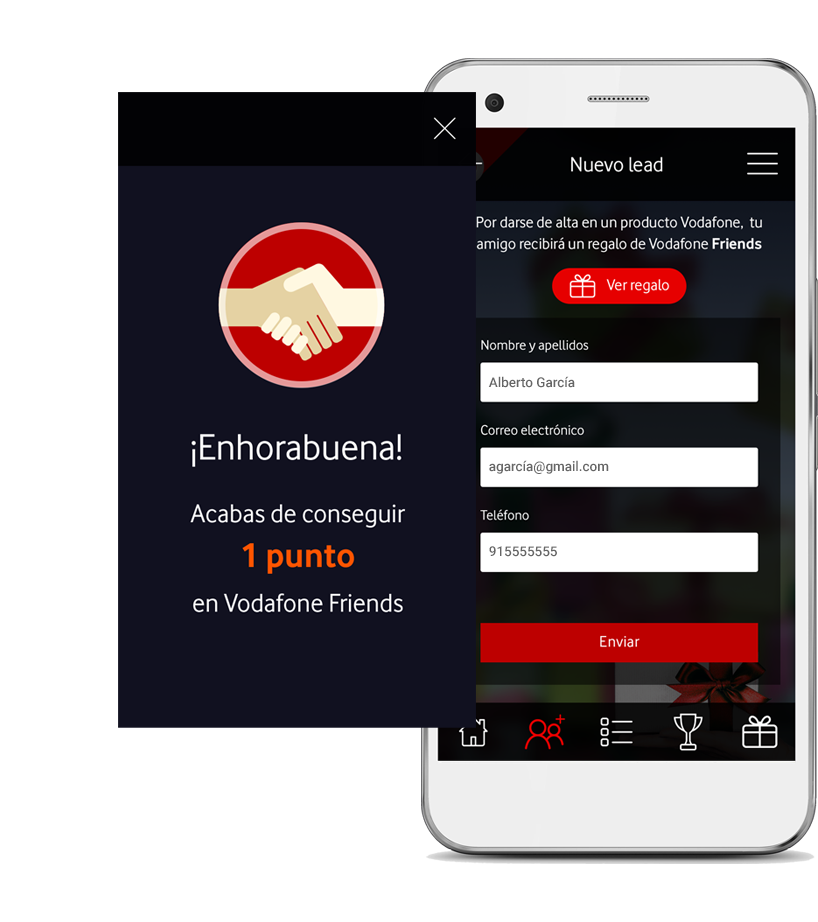 ¡Enhorabuena!
Acabas de conseguir
1 punto
en Vodafone Friends
Nuevo lead
Por darse de alta en un producto Vodafone, tu
amigo recibirá un regalo de Vodafone Friends
Ver regalo
Nombre y apellidos
Alberto García
Correo electrónico
agarcía@gmail.com
Teléfono
915555555
Enviar